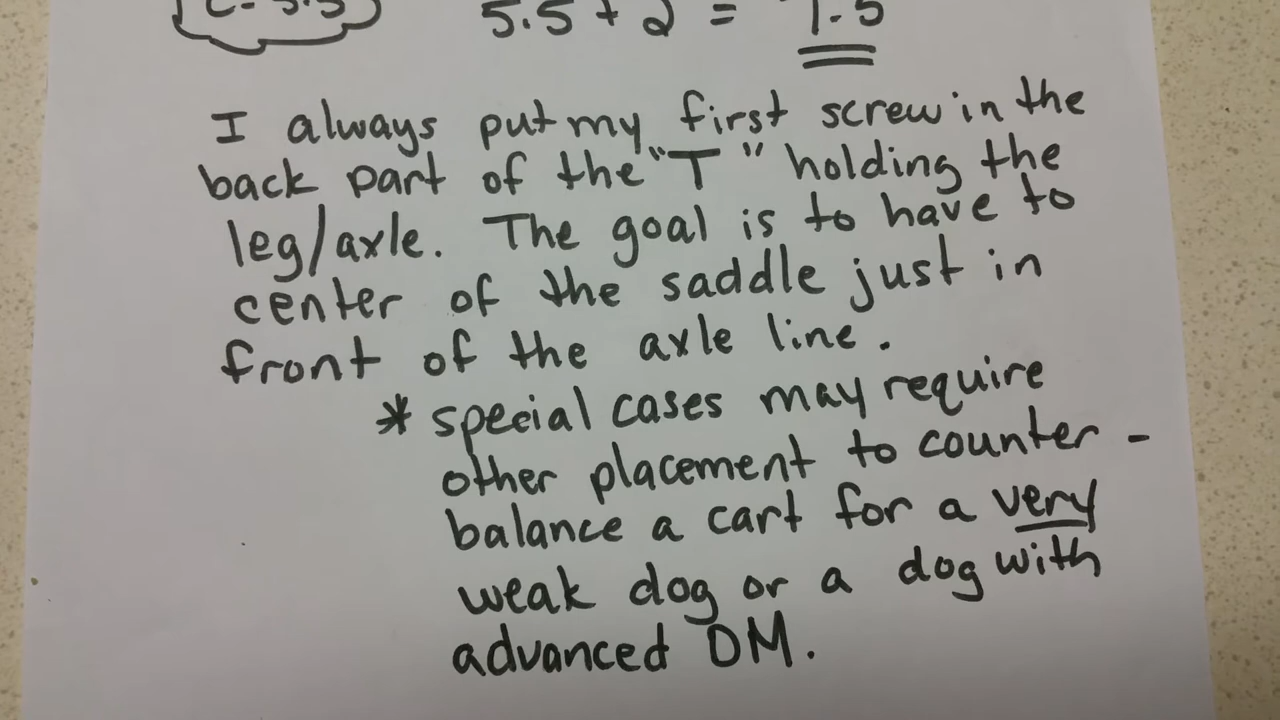 5.5 + 2 = 7.5
I always put my first screw in the
back part of the "T" holding the
leg/axle. The goal is to have to
center of the saddle just in
front of the axle line.
* special cases may require
other placement to counter-
balance a cart for a very
weak dog or a dog with
advanced DM.